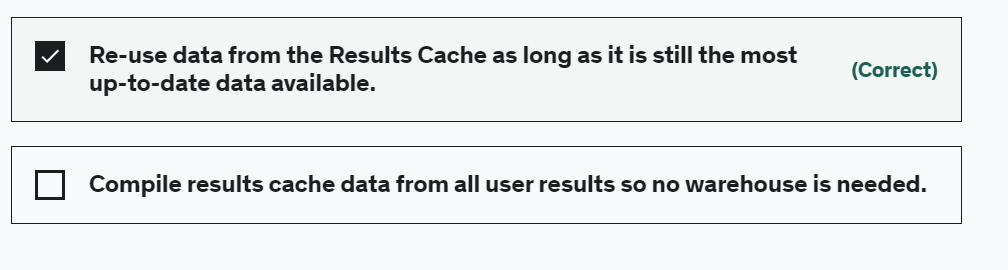 Re-use data from the Results Cache as long as it is still the most
up-to-date data available.
(Correct)
Compile results cache data from all user results so no warehouse is needed.